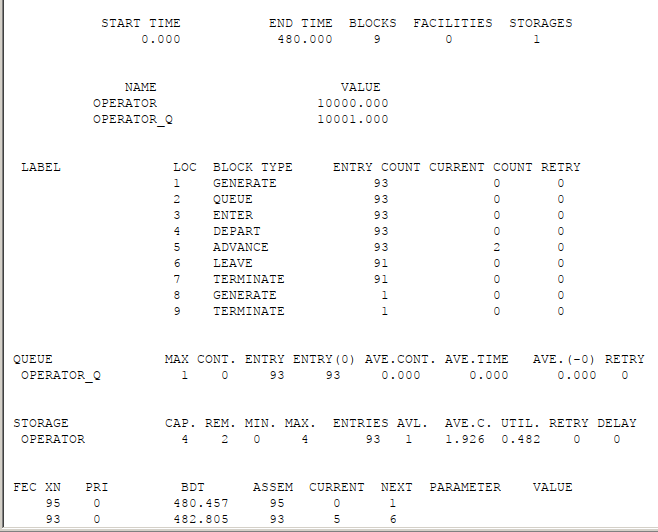 START TIME END TIME BLOCKS FACILITIES STORAGES
0.000 480.000 9 0 1
NAME VALUE
OPERATOR 10000.000
OPERATOR_Q 10001.000
LABEL LOC BLOCK TYPE ENTRY COUNT CURRENT COUNT RETRY
1 GENERATE 93 0 0
2 QUEUE 93 0 0
3 ENTER 93 0 0
4 DEPART 93 0 0
5 ADVANCE 93 2 0
6 LEAVE 91 0 0
7 TERMINATE 91 0 0
8 GENERATE 1 0 0
9 TERMINATE 1 0 0
QUEUE MAX CONT. ENTRY ENTRY(0) AVE.CONT. AVE.TIME AVE.(-0) RETRY
OPERATOR_Q 1 0 93 93 0.000 0.000 0.000 0
STORAGE CAP. REM. MIN. MAX. ENTRIES AVL. AVE.C. UTIL. RETRY DELAY
OPERATOR 4 2 0 4 93 1 1.926 0.482 0 0
FEC XN PRI BDT ASSEM CURRENT NEXT PARAMETER VALUE
95 0 480.457 95 0 1
93 0 482.805 93 5 6